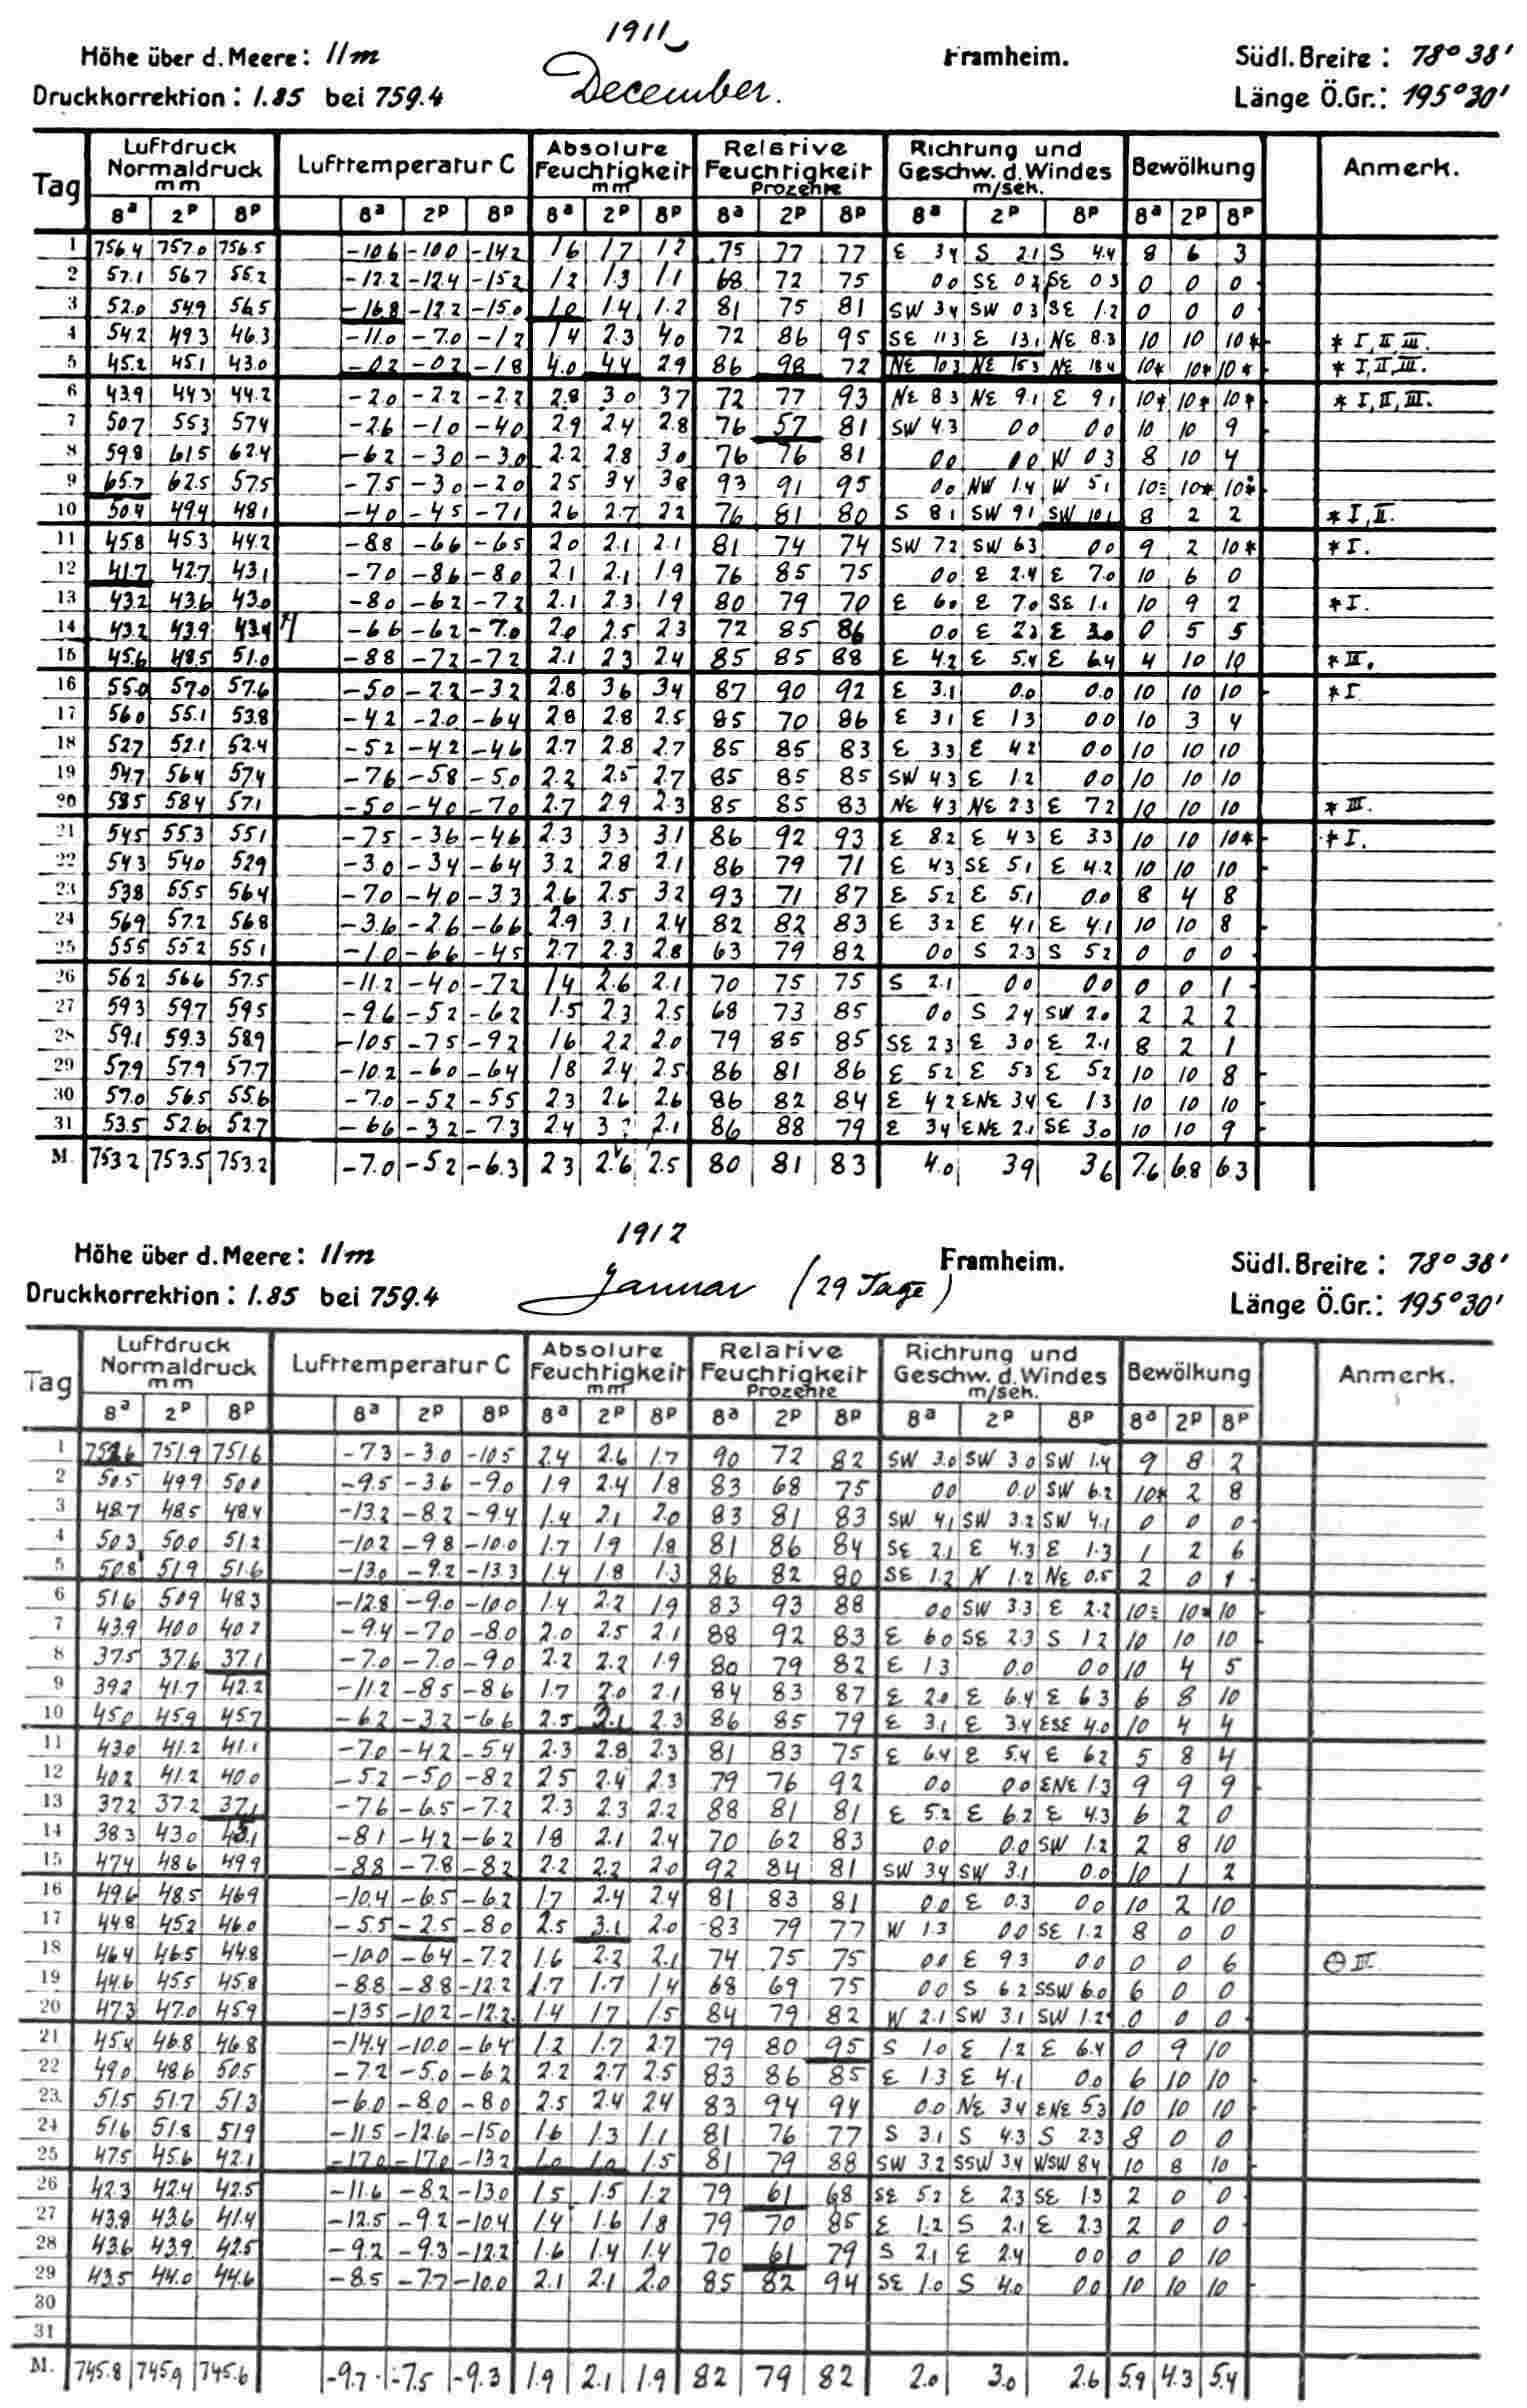 1911
Höhe über d. Meere: 11m December. Framheim. Südl. Breite: 78° 38'
Druckkorrektion: 1.85 bei 759.4 Länge Ö.Gr.: 195°30'
Tag Luftdruck Normaldruck mm Lufttemperatur C Absolute Feuchtigkeit mm Relative Feuchtigkeit Prozente Richtung und Geschw. d. Windes m/sek. Bewölkung Anmerk.
8ª 2ᴾ 8ᴾ 8ª 2ᴾ 8ᴾ 8ª 2ᴾ 8ᴾ 8ª 2ᴾ 8ᴾ 8ª 2ᴾ 8ᴾ 8ª 2ᴾ 8ᴾ
1 756.4 757.0 756.5 -10.6 -10.0 -14.2 1.6 1.7 1.2 75 77 77 E 3.4 S 2.1 S 4.4 8 6 3
2 57.1 56.7 55.2 -12.2 -12.4 -15.2 1.2 1.3 1.1 68 72 75 0.0 SE 0.3 SE 0.3 0 0 0
3 52.0 54.9 56.5 -16.8 -12.2 -15.0 1.0 1.4 1.2 81 75 81 SW 3.4 SW 0.3 SE 1.2 0 0 0
4 54.2 49.3 46.3 -11.0 -7.0 -1.2 1.4 2.3 4.0 72 86 95 SE 11.3 E 13.1 NE 8.3 10 10 10* * I, II, III.
5 45.2 45.1 43.0 -0.2 -0.2 -1.8 4.0 4.4 2.9 86 98 72 NE 10.3 NE 15.3 NE 18.4 10* 10* 10* * I, II, III.
6 43.9 44.3 44.2 -2.0 -2.2 -2.2 2.8 3.0 3.7 72 77 93 NE 8.3 NE 9.1 E 9.1 10* 10* 10* * I, II, III.
7 50.7 55.3 57.4 -2.6 -1.0 -4.0 2.9 2.4 2.8 76 57 81 SW 4.3 0.0 0.0 10 10 9
8 59.8 61.5 62.4 -6.2 -3.0 -3.0 2.2 2.8 3.0 76 76 81 0.0 0.0 W 0.3 8 10 4
9 65.7 62.5 57.5 -7.5 -3.0 -2.0 2.5 3.4 3.8 93 91 95 0.0 NW 1.4 W 5.1 10≡ 10* 10*
10 50.4 49.4 48.1 -4.0 -4.5 -7.1 2.6 2.7 2.2 76 81 80 S 8.1 SW 9.1 SW 10.1 8 2 2 * I, II.
11 45.8 45.3 44.2 -8.8 -6.6 -6.5 2.0 2.1 2.1 81 74 74 SW 7.2 SW 6.3 0.0 9 2 10* * I.
12 41.7 42.7 43.1 -7.0 -8.6 -8.0 2.1 2.1 1.9 76 85 75 0.0 E 2.4 E 7.0 10 6 0
13 43.2 43.6 43.0 -8.0 -6.2 -7.2 2.1 2.3 1.9 80 79 70 E 6.0 E 7.0 SE 1.1 10 9 2 * I.
14 43.2 43.9 43.4 -6.6 -6.2 -7.0 2.0 2.5 2.3 72 85 86 0.0 E 2.3 E 3.0 0 5 5
15 45.6 48.5 51.0 -8.8 -7.2 -7.2 2.1 2.3 2.4 85 85 88 E 4.2 E 5.4 E 6.4 4 10 10 * III.
16 55.0 57.0 57.6 -5.0 -2.2 -3.2 2.8 3.6 3.4 87 90 92 E 3.1 0.0 0.0 10 10 10 * I.
17 56.0 55.1 53.8 -4.2 -2.0 -6.4 2.8 2.8 2.5 85 70 86 E 3.1 E 1.3 0.0 10 3 4
18 52.7 52.1 52.4 -5.2 -4.2 -4.6 2.7 2.8 2.7 85 85 83 E 3.3 E 4.2 0.0 10 10 10
19 54.7 56.4 57.4 -7.6 -5.8 -5.0 2.2 2.5 2.7 85 85 85 SW 4.3 E 1.2 0.0 10 10 10
20 58.5 58.4 57.1 -5.0 -4.0 -7.0 2.7 2.9 2.3 85 85 83 NE 4.3 NE 2.3 E 7.2 10 10 10 * III.
21 54.5 55.3 55.1 -7.5 -3.6 -4.6 2.3 3.3 3.1 86 92 93 E 8.2 E 4.3 E 3.3 10 10 10* * I.
22 54.3 54.0 52.9 -3.0 -3.4 -6.4 3.2 2.8 2.1 86 79 71 E 4.3 SE 5.1 E 4.2 10 10 10
23 53.8 55.5 56.4 -7.0 -4.0 -3.3 2.6 2.5 3.2 93 71 87 E 5.2 E 5.1 0.0 8 4 8
24 56.9 57.2 56.8 -3.6 -2.6 -6.6 2.9 3.1 2.4 82 82 83 E 3.2 E 4.1 E 4.1 10 10 8
25 55.5 55.2 55.1 -1.0 -6.6 -4.5 2.7 2.3 2.8 63 79 82 0.0 S 2.3 S 5.2 0 0 0
26 56.2 56.6 57.5 -11.2 -4.0 -7.2 1.4 2.6 2.1 70 75 75 S 2.1 0.0 0.0 0 0 1
27 59.3 59.7 59.5 -9.6 -5.2 -6.2 1.5 2.3 2.5 68 73 85 0.0 S 2.4 SW 2.0 2 2 2
28 59.1 59.3 58.9 -10.5 -7.5 -9.2 1.6 2.2 2.0 79 85 85 SE 2.3 E 3.0 E 2.1 8 2 1
29 57.9 57.9 57.7 -10.2 -6.0 -6.4 1.8 2.4 2.5 86 81 86 E 5.2 E 5.3 E 5.2 10 10 8
30 57.0 56.5 55.6 -7.0 -5.2 -5.5 2.3 2.6 2.6 86 82 84 E 4.2 ENE 3.4 E 1.3 10 10 10
31 53.5 52.6 52.7 -6.6 -3.2 -7.3 2.4 2.1 86 88 79 E 3.4 ENE 2.1 SE 3.0 10 10 9
M. 753.2 753.5 753.2 -7.0 -5.2 -6.3 2.3 2.6 2.5 80 81 83 4.0 3.9 3.6 7.6 6.8 6.3
1912
Höhe über d. Meere: 11m Januar (29 Tage) Framheim. Südl. Breite: 78° 38'
Druckkorrektion: 1.85 bei 759.4 Länge Ö.Gr.: 195°30'
Tag Luftdruck Normaldruck mm Lufttemperatur C Absolute Feuchtigkeit mm Relative Feuchtigkeit Prozente Richtung und Geschw. d. Windes m/sek. Bewölkung Anmerk.
8ª 2ᴾ 8ᴾ 8ª 2ᴾ 8ᴾ 8ª 2ᴾ 8ᴾ 8ª 2ᴾ 8ᴾ 8ª 2ᴾ 8ᴾ 8ª 2ᴾ 8ᴾ
1 752.6 751.9 751.6 -7.3 -3.0 -10.5 2.4 2.6 1.7 90 72 82 SW 3.0 SW 3.0 SW 1.4 9 8 2
2 50.5 49.9 50.0 -9.5 -3.6 -9.0 1.9 2.4 1.8 83 68 75 0.0 0.0 SW 6.2 10* 2 8
3 48.7 48.5 48.4 -13.2 -8.2 -9.4 1.4 2.1 2.0 83 81 83 SW 4.1 SW 3.2 SW 4.1 0 0 0
4 50.3 50.0 51.2 -10.2 -9.8 -10.0 1.7 1.9 1.8 81 86 84 SE 2.1 E 4.3 E 1.3 1 2 6
5 50.8 51.9 51.6 -13.0 -9.2 -13.3 1.4 1.8 1.3 86 82 80 SE 1.2 N 1.2 NE 0.5 2 0 1
6 51.6 50.9 48.3 -12.8 -9.0 -10.0 1.4 2.2 1.9 83 93 88 0.0 SW 3.3 E 2.2 10≡ 10* 10
7 43.9 40.0 40.2 -9.4 -7.0 -8.0 2.0 2.5 2.1 88 92 83 E 6.0 SE 2.3 S 1.2 10 10 10
8 37.5 37.6 37.1 -7.0 -7.0 -9.0 2.2 2.2 1.9 80 79 82 E 1.3 0.0 0.0 10 4 5
9 39.2 41.7 42.2 -11.2 -8.5 -8.6 1.7 2.0 2.1 84 83 87 E 2.0 E 6.4 E 6.3 6 8 10
10 45.0 45.9 45.7 -6.2 -3.2 -6.6 2.5 3.1 2.3 86 85 79 E 3.1 E 3.4 ESE 4.0 10 4 4
11 43.0 41.2 41.1 -7.0 -4.2 -5.4 2.3 2.8 2.3 81 83 75 E 6.4 E 5.4 E 6.2 5 8 4
12 40.2 41.2 40.0 -5.2 -5.0 -8.2 2.5 2.4 2.3 79 76 92 0.0 0.0 ENE 1.3 9 9 9
13 37.2 37.2 37.1 -7.6 -6.5 -7.2 2.3 2.3 2.2 88 81 81 E 5.2 E 6.2 E 4.3 6 2 0
14 38.3 43.0 -8.1 -4.2 -6.2 1.8 2.1 2.4 70 62 83 0.0 0.0 SW 1.2 2 8 10
15 47.4 48.6 49.9 -8.8 -7.8 -8.2 2.2 2.2 2.0 92 84 81 SW 3.4 SW 3.1 0.0 10 1 2
16 49.6 48.5 46.9 -10.4 -6.5 -6.2 1.7 2.4 2.4 81 83 81 0.0 E 0.3 0.0 10 2 10
17 44.8 45.2 46.0 -5.5 -2.5 -8.0 2.5 3.1 2.0 83 79 77 W 1.3 0.0 SE 1.2 8 0 0
18 46.4 46.5 44.8 -10.0 -6.4 -7.2 1.6 2.2 2.1 74 75 75 0.0 E 9.3 0.0 0 0 6 ⊕ III.
19 44.6 45.5 45.8 -8.8 -8.8 -12.2 1.7 1.7 1.4 68 69 75 0.0 S 6.2 SSW 6.0 6 0 0
20 47.3 47.0 45.9 -13.5 -10.2 -12.2 1.4 1.7 1.5 84 79 82 W 2.1 SW 3.1 SW 1.2 0 0 0
21 45.4 46.8 46.8 -14.4 -10.0 -6.4 1.2 1.7 2.7 79 80 95 S 1.0 E 1.2 E 6.4 0 9 10
22 49.0 48.6 50.5 -7.2 -5.0 -6.2 2.2 2.7 2.5 83 86 85 E 1.3 E 4.1 0.0 6 10 10
23 51.5 51.7 51.3 -6.0 -8.0 -8.0 2.5 2.4 2.4 83 94 94 0.0 NE 3.4 ENE 5.3 10 10 10
24 51.6 51.8 51.9 -11.5 -12.6 -15.0 1.6 1.3 1.1 81 76 77 S 3.1 S 4.3 S 2.3 8 0 0
25 47.5 45.6 42.1 -17.0 -17.0 -13.2 1.0 1.0 1.5 81 79 88 SW 3.2 SSW 3.4 WSW 8.4 10 8 10
26 42.3 42.4 42.5 -11.6 -8.2 -13.0 1.5 1.5 1.2 79 61 68 SE 5.2 E 2.3 SE 1.3 2 0 0
27 43.8 43.6 41.4 -12.5 -9.2 -10.4 1.4 1.6 1.8 79 70 85 E 1.2 S 2.1 E 2.3 2 0 0
28 43.6 43.9 42.5 -9.2 -9.3 -12.2 1.6 1.4 1.4 70 61 79 S 2.1 E 2.4 0.0 0 0 10
29 43.5 44.0 44.6 -8.5 -7.7 -10.0 2.1 2.1 2.0 85 82 94 SE 1.0 S 4.0 0.0 10 10 10
30
31
M. 745.8 745.9 745.6 -9.7 -7.5 -9.3 1.9 2.1 1.9 82 79 82 2.0 3.0 2.6 5.9 4.3 5.4